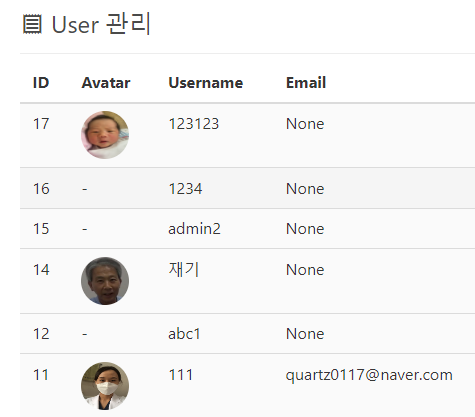 User 관리
ID Avatar Username Email
17 123123 None
16 - 1234 None
15 - admin2 None
14 재기 None
12 - abc1 None
11 111 quartz0117@naver.com